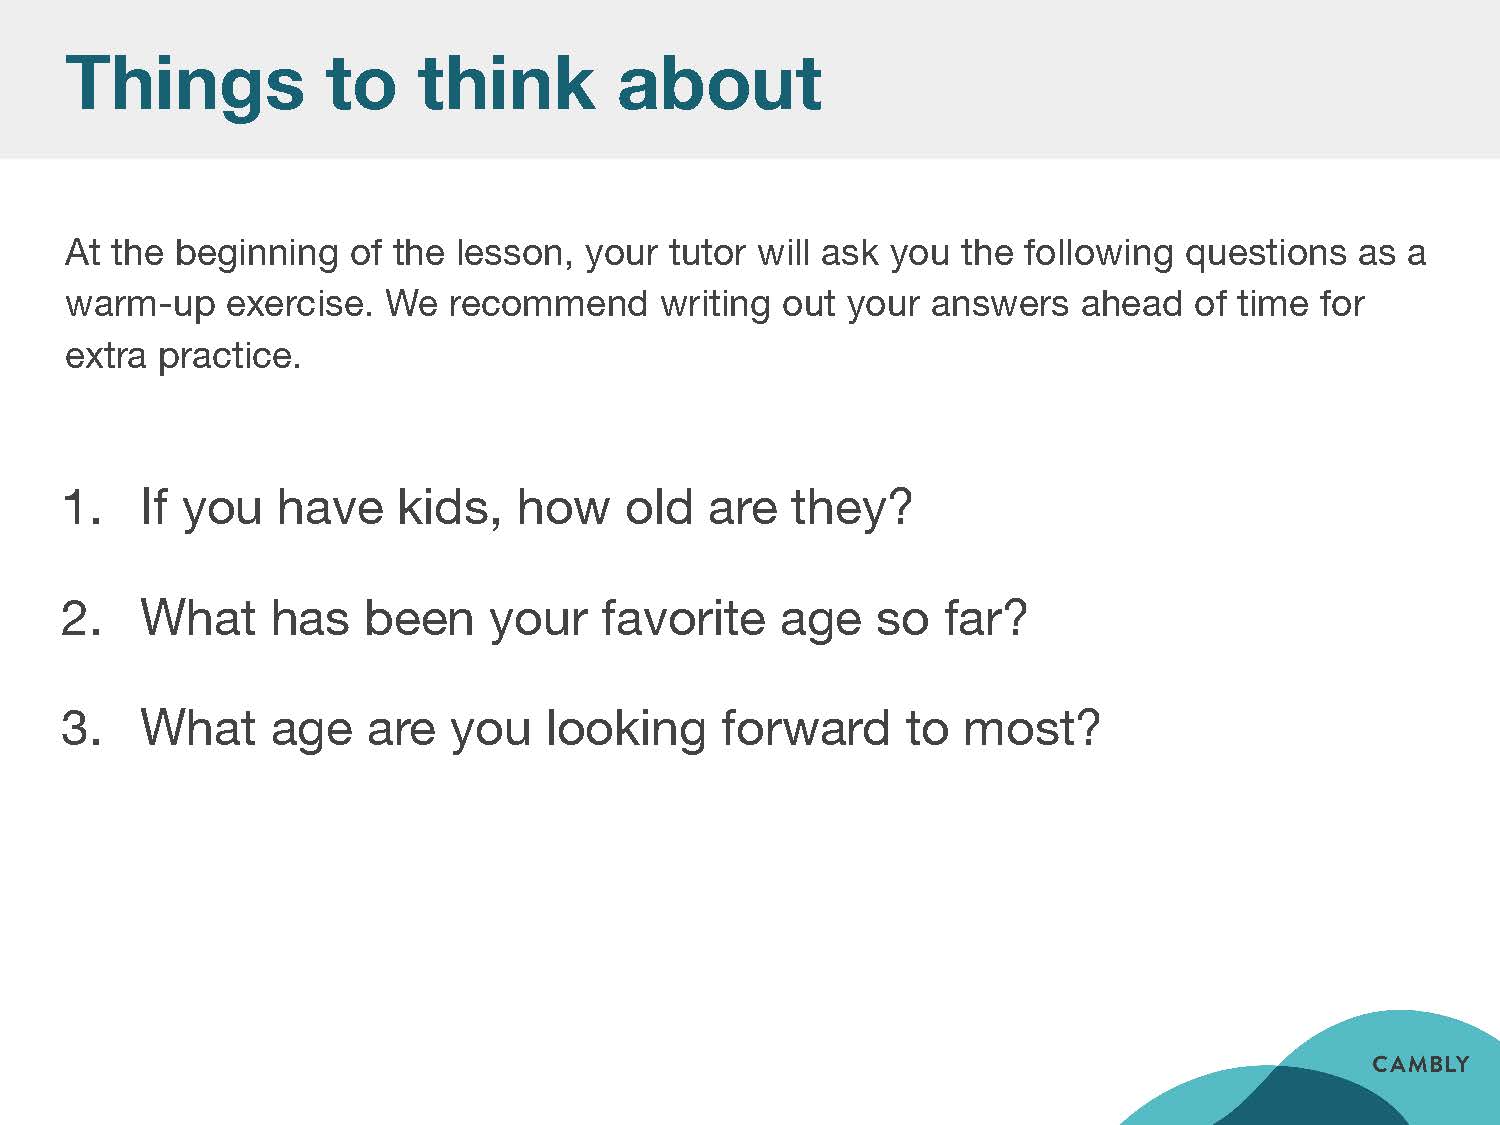 Things to think about
At the beginning of the lesson, your tutor will ask you the following questions as a
warm-up exercise. We recommend writing out your answers ahead of time for
extra practice.
1. If you have kids, how old are they?
2. What has been your favorite age so far?
3. What age are you looking forward to most?
CAMBLY